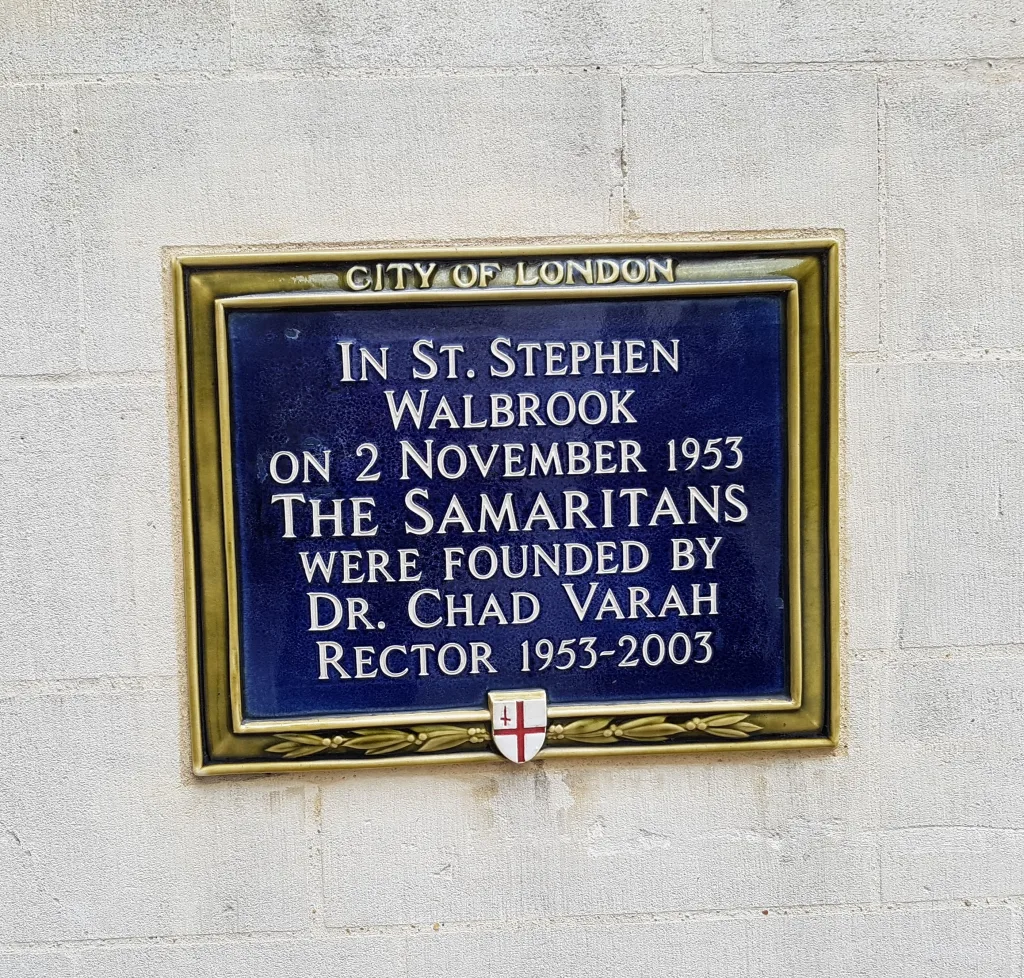 CITY OF LONDON
IN ST. STEPHEN
WALBROOK
ON 2 NOVEMBER 1953
THE SAMARITANS
WERE FOUNDED BY
DR. CHAD VARAH
RECTOR 1953-2003